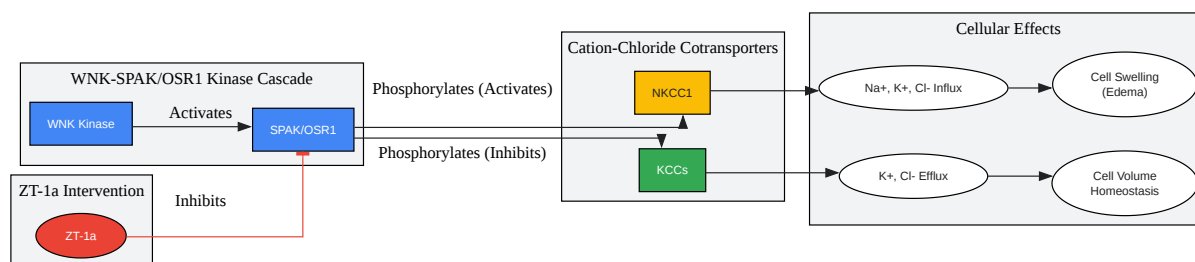 WNK-SPAK/OSR1 Kinase Cascade
WNK Kinase
Activates
SPAK/OSR1
ZT-1a Intervention
ZT-1a
Inhibits
Phosphorylates (Activates)
Phosphorylates (Inhibits)
Cation-Chloride Cotransporters
NKCC1
KCCs
Cellular Effects
Na+, K+, Cl- Influx
Cell Swelling
(Edema)
K+, Cl- Efflux
Cell Volume
Homeostasis